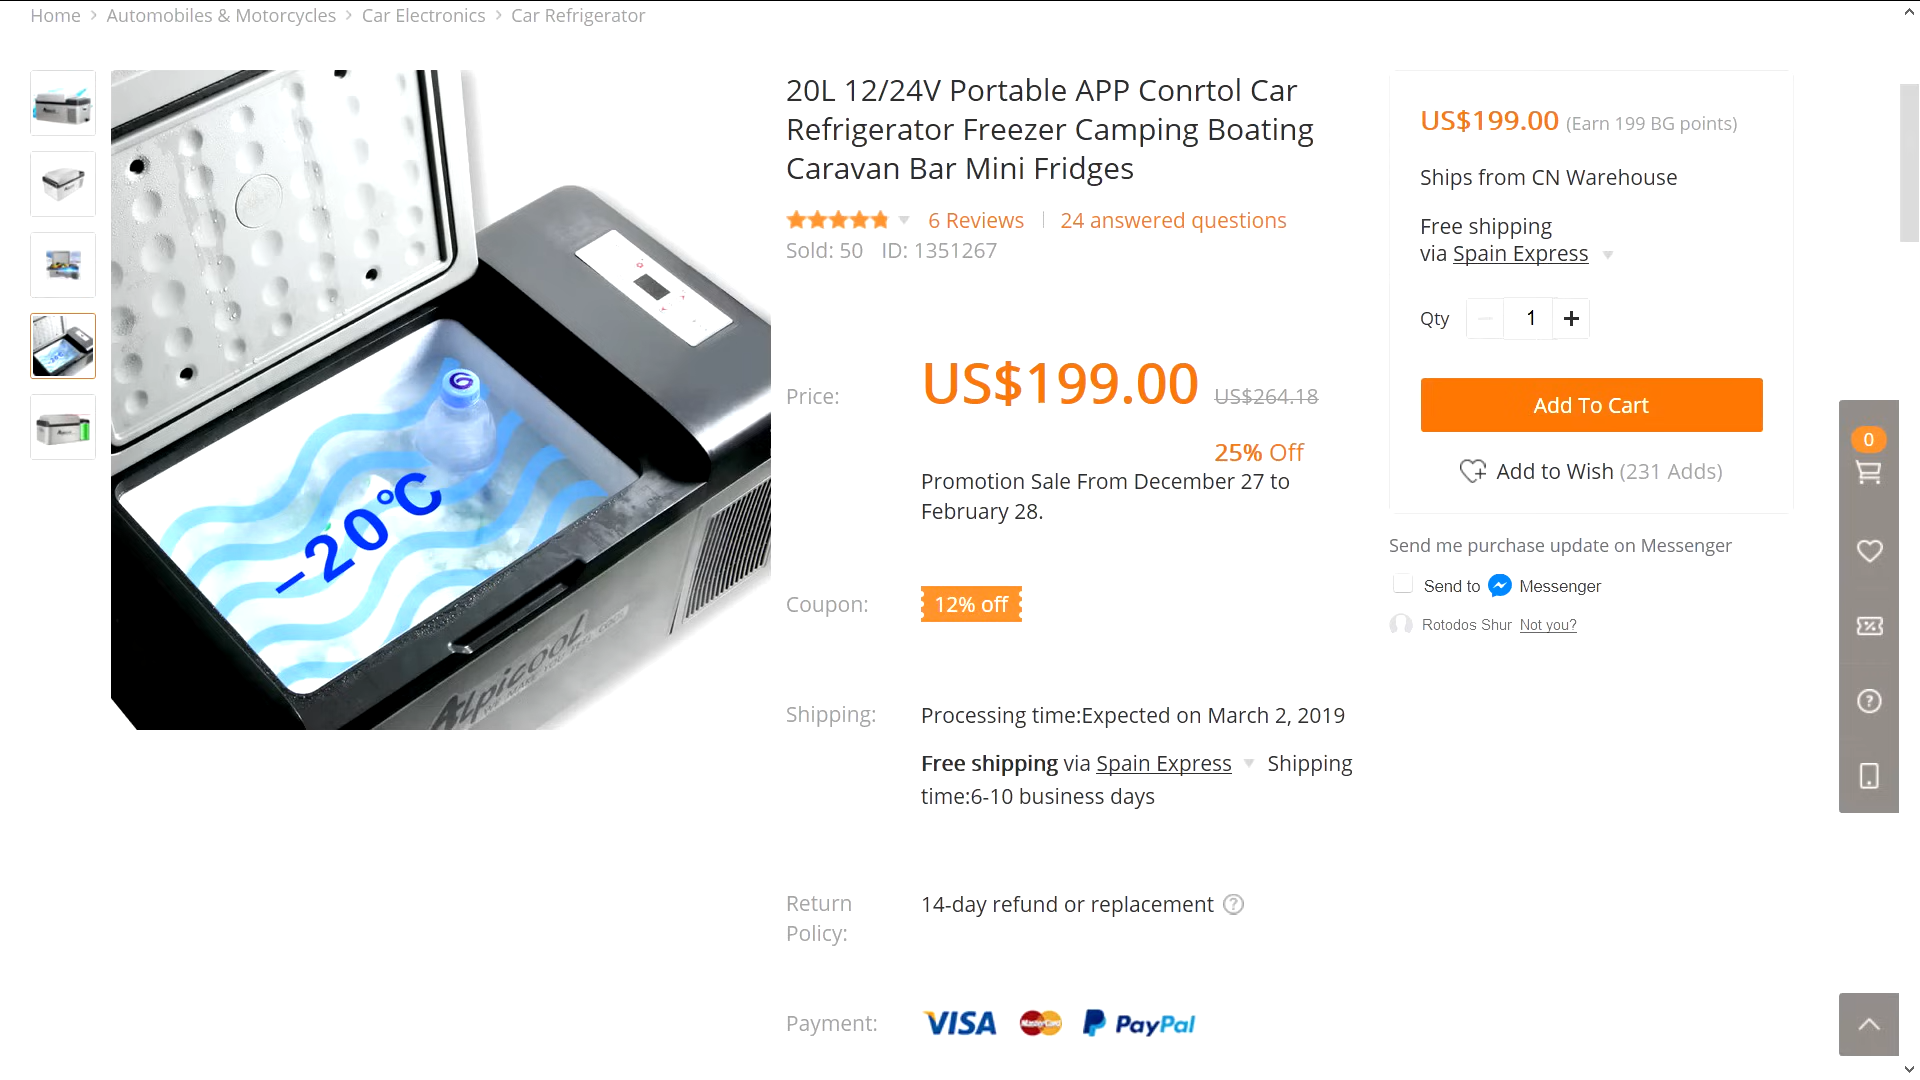 Home > Automobiles & Motorcycles > Car Electronics > Car Refrigerator
-20°C
Alpicool
20L 12/24V Portable APP Conrtol Car
Refrigerator Freezer Camping Boating
Caravan Bar Mini Fridges
6 Reviews | 24 answered questions
Sold: 50 ID: 1351267
Price: US$199.00 US$264.18
25% Off
Promotion Sale From December 27 to
February 28.
Coupon: 12% off
Shipping: Processing time:Expected on March 2, 2019
Free shipping via Spain Express Shipping
time:6-10 business days
Return
Policy:
14-day refund or replacement ?
Payment: VISA MasterCard PayPal
US$199.00 (Earn 199 BG points)
Ships from CN Warehouse
Free shipping
via Spain Express
Qty - 1 +
Add To Cart
Add to Wish (231 Adds)
Send me purchase update on Messenger
Send to Messenger
Rotodos Shur Not you?
0